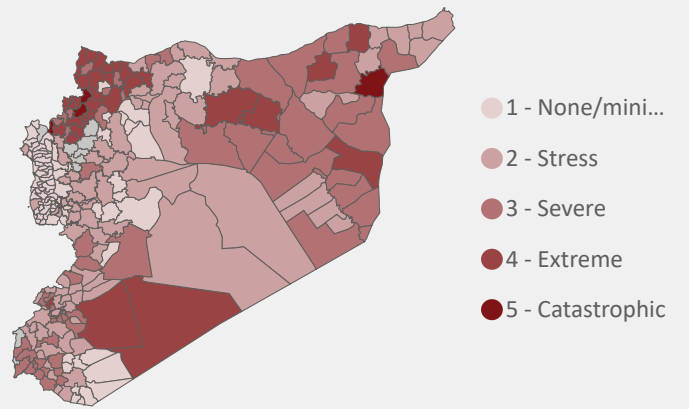 1 - None/mini...
2 - Stress
3 - Severe
4 - Extreme
5 - Catastrophic